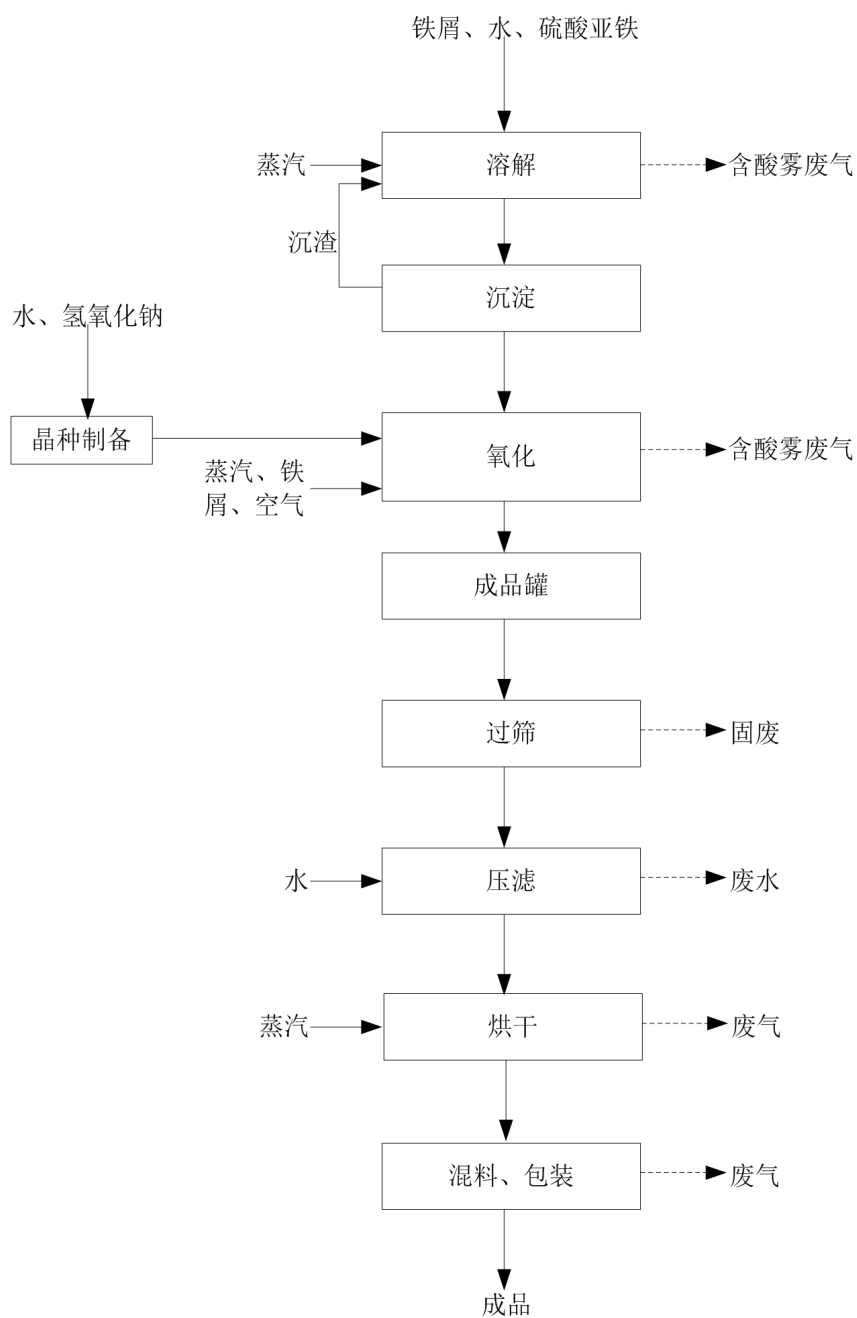 铁屑、水、硫酸亚铁
蒸汽
溶解
含酸雾废气
沉渣
沉淀
水、氢氧化钠
晶种制备
蒸汽、铁
屑、空气
氧化
含酸雾废气
成品罐
过筛
固废
水
压滤
废水
蒸汽
烘干
废气
混料、包装
废气
成品